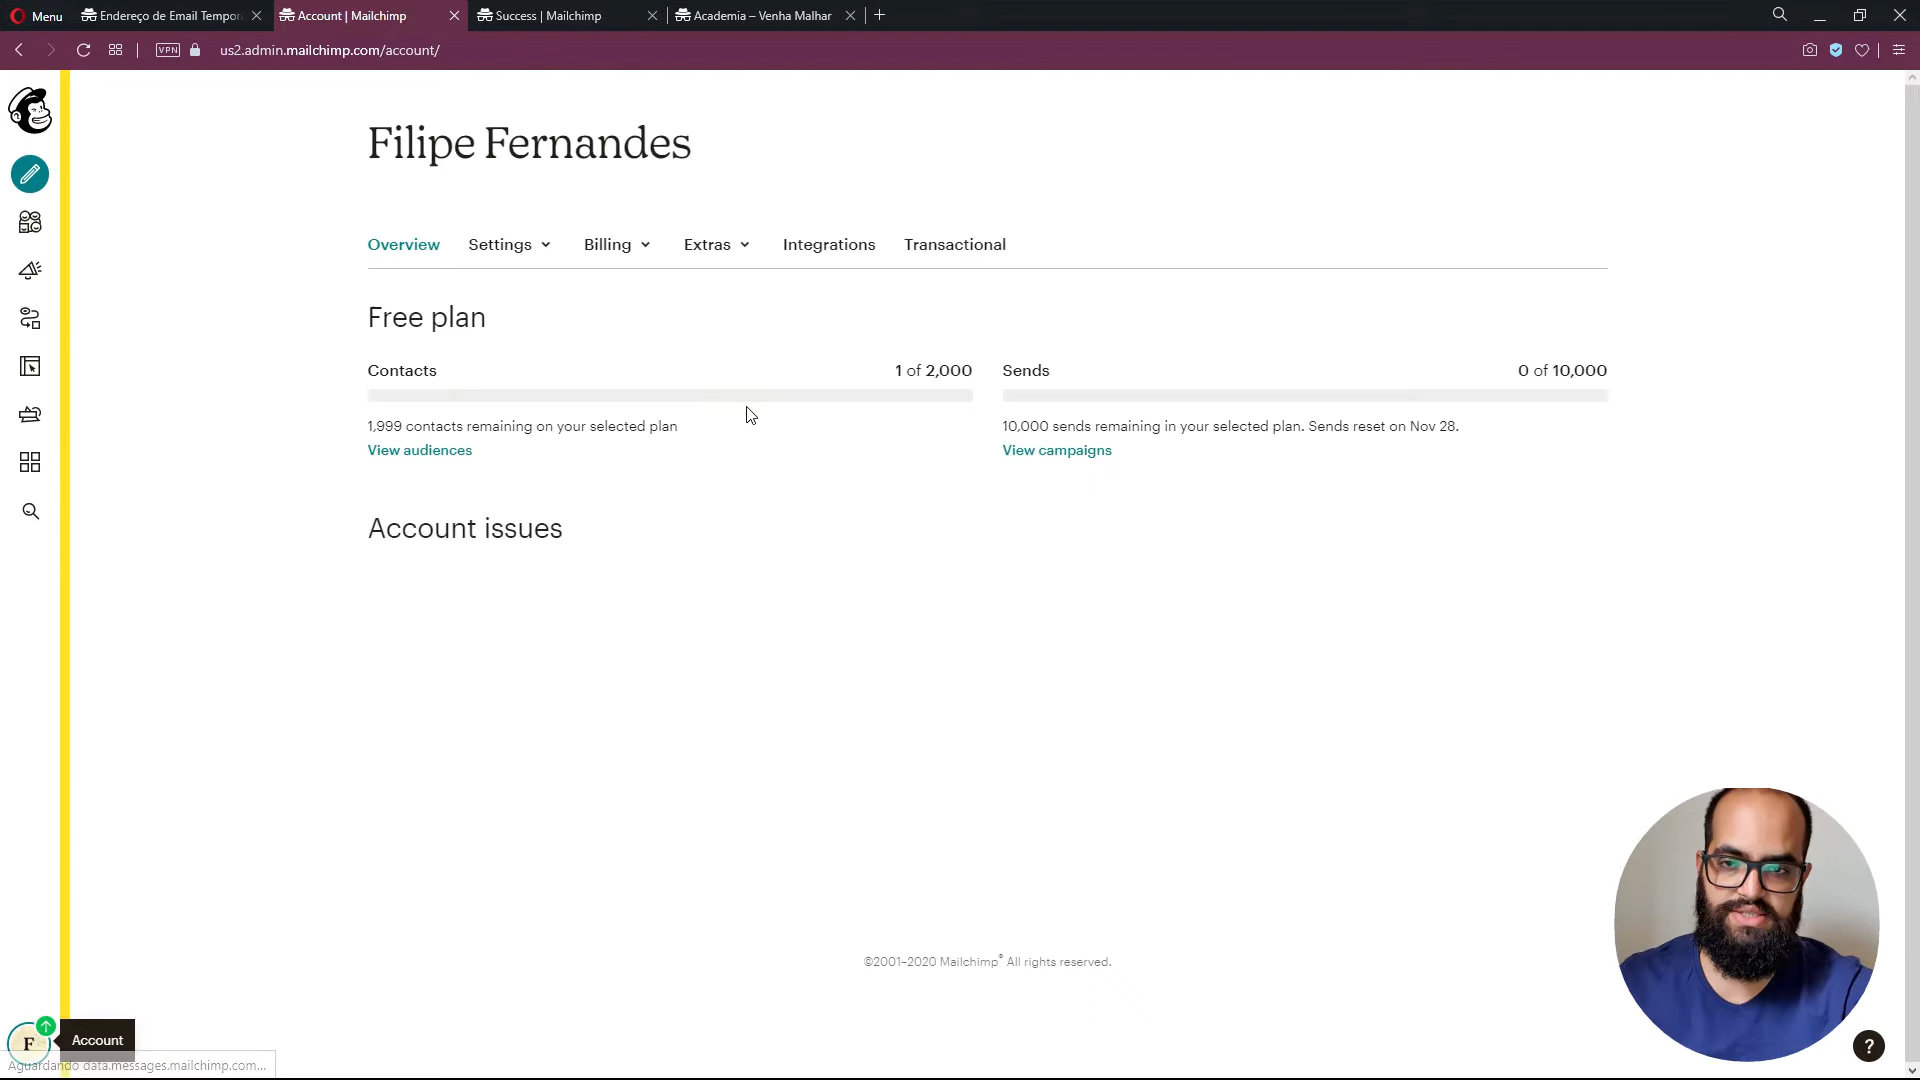 Menu
Endereço de Email Tempor
Account | Mailchimp
Success | Mailchimp
Academia – Venha Malhar
VPN
us2.admin.mailchimp.com/account/
Filipe Fernandes
Overview
Settings
Billing
Extras
Integrations
Transactional
Free plan
Contacts
1 of 2,000
Sends
0 of 10,000
1,999 contacts remaining on your selected plan
10,000 sends remaining in your selected plan. Sends reset on Nov 28.
View audiences
View campaigns
Account issues
©2001–2020 Mailchimp® All rights reserved.
F
Account
Aguardando data.messages.mailchimp.com...
?